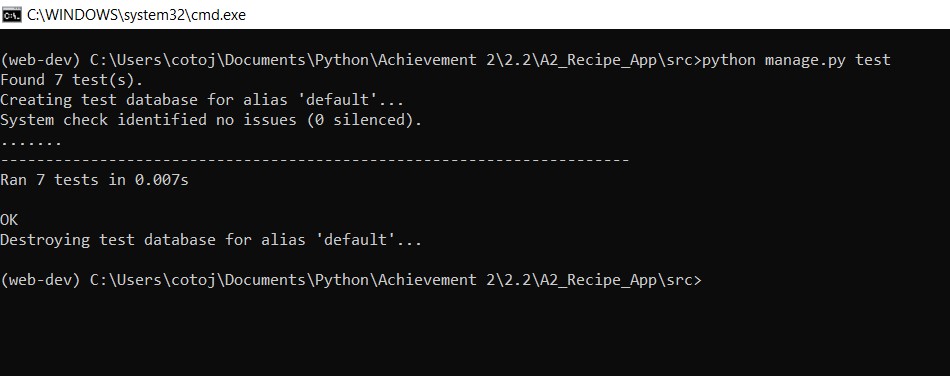 C:\WINDOWS\system32\cmd.exe
(web-dev) C:\Users\cotoj\Documents\Python\Achievement 2\2.2\A2_Recipe_App\src>python manage.py test
Found 7 test(s).
Creating test database for alias 'default'...
System check identified no issues (0 silenced).
.......
----------------------------------------------------------------------
Ran 7 tests in 0.007s
OK
Destroying test database for alias 'default'...
(web-dev) C:\Users\cotoj\Documents\Python\Achievement 2\2.2\A2_Recipe_App\src>